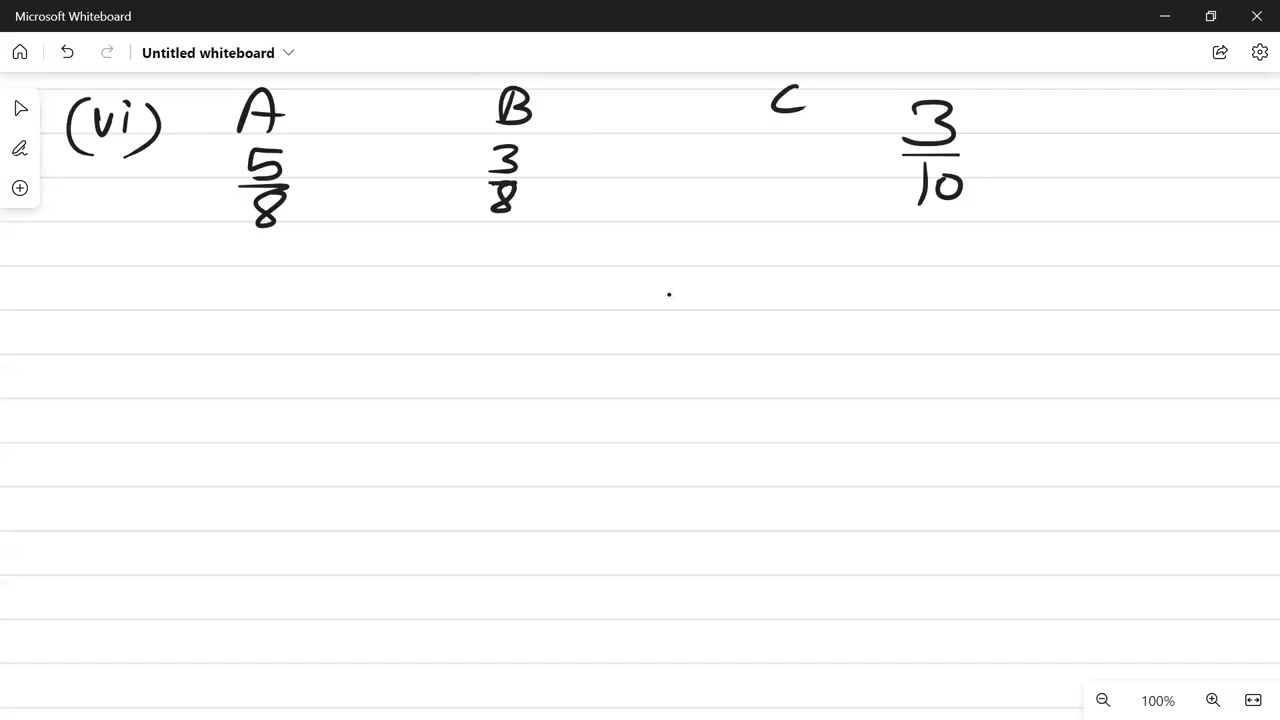 Microsoft Whiteboard
Untitled whiteboard
(vi) A B C 3/10
5/8 3/8
100%